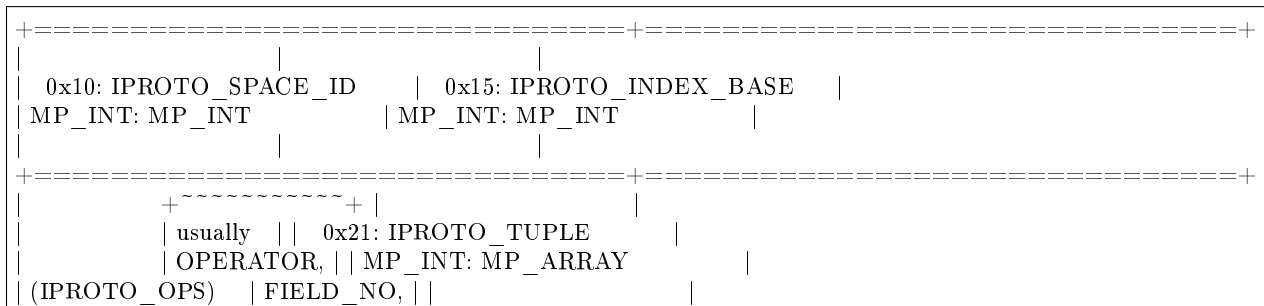 +===============================+===============================+
| | |
| 0x10: IPROTO_SPACE_ID | 0x15: IPROTO_INDEX_BASE |
| MP_INT: MP_INT | MP_INT: MP_INT |
| | |
+===============================+===============================+
| +~~~~~~~~~~~+ | |
| | usually | | 0x21: IPROTO_TUPLE |
| | OPERATOR, | | MP_INT: MP_ARRAY |
| (IPROTO_OPS) | FIELD_NO, | | |